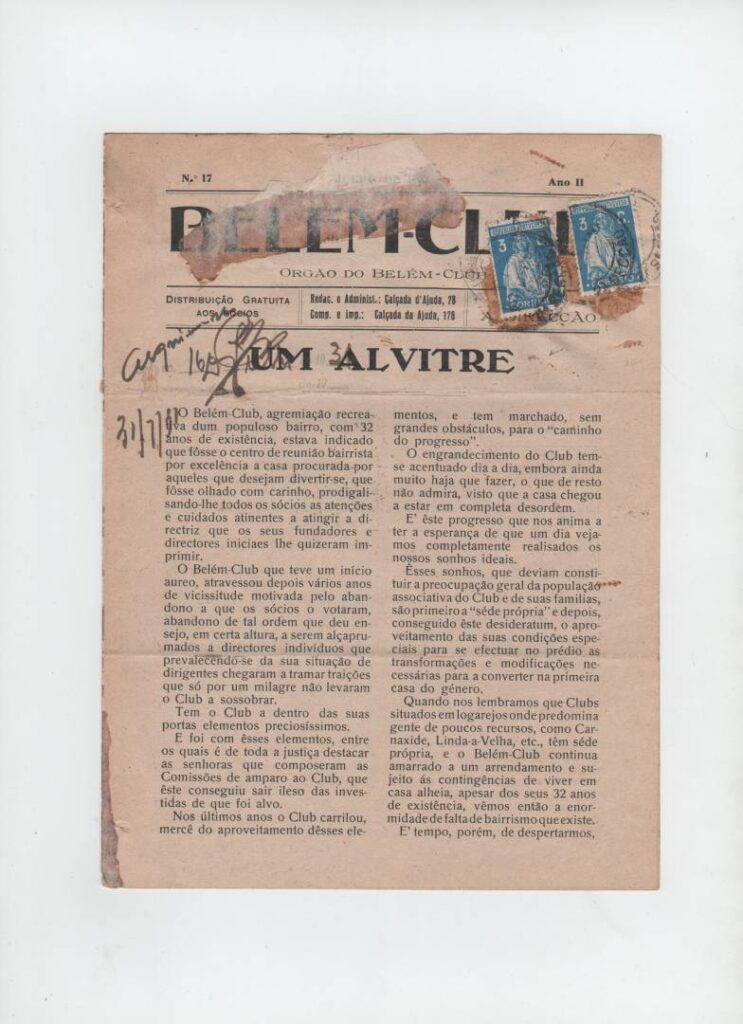 N.º 17
Ano II
BELEM-CLUB
ORGÃO DO BELÉM-CLUB
DISTRIBUIÇÃO GRATUITA
AOS SÓCIOS
Redac. e Administ.: Calçada d'Ajuda, 78
Comp. e imp.: Calçada da Ajuda, 176
A DIRECÇÃO
3
3 C.
31/7/31
UM ALVITRE
O Belém-Club, agremiação recrea-
tiva dum populoso bairro, com 32
anos de existência, estava indicado
que fôsse o centro de reunião bairrista
por excelência a casa procurada por
aqueles que desejam divertir-se, que
fôsse olhado com carinho, prodigali-
sando-lhe todos os sócios as atenções
e cuidados atinentes a atingir a di-
rectriz que os seus fundadores e
directores iniciaes lhe quizeram im-
primir.
O Belém-Club que teve um início
aureo, atravessou depois vários anos
de vicissitude motivada pelo aban-
dono a que os sócios o votaram,
abandono de tal ordem que deu en-
sejo, em certa altura, a serem alçapru-
mados a directores indivíduos que
prevalecendo-se da sua situação de
dirigentes chegaram a tramar traições
que só por um milagre não levaram
o Club a sossobrar.
Tem o Club a dentro das suas
portas elementos preciosíssimos.
E foi com êsses elementos, entre
os quais é de toda a justiça destacar
as senhoras que composeram as
Comissões de amparo ao Club, que
êste conseguiu sair ileso das inves-
tidas de que foi alvo.
Nos últimos anos o Club carrilou,
mercê do aproveitamento dêsses ele-
mentos, e tem marchado, sem
grandes obstáculos, para o "caminho
do progresso".
O engrandecimento do Club tem-
se acentuado dia a dia, embora ainda
muito haja que fazer, o que de resto
não admira, visto que a casa chegou
a estar em completa desordem.
E' êste progresso que nos anima a
ter a esperança de que um dia veja-
mos completamente realisados os
nossos sonhos ideais.
Êsses sonhos, que deviam consti-
tuir a preocupação geral da população
associativa do Club e de suas familias,
são primeiro a "séde própria" e depois,
conseguido êste desideratum, o apro-
veitamento das suas condições espe-
ciais para se efectuar no prédio as
transformações e modificações ne-
cessárias para a converter na primeira
casa do género.
Quando nos lembramos que Clubs
situados em logarejos onde predomina
gente de poucos recursos, como Car-
naxide, Linda-a-Velha, etc., têm séde
própria, e o Belém-Club continua
amarrado a um arrendamento e su-
jeito ás contingências de viver em
casa alheia, apesar dos seus 32 anos
de existência, vêmos então a enor-
midade de falta de bairrismo que existe.
E' tempo, porém, de despertarmos,